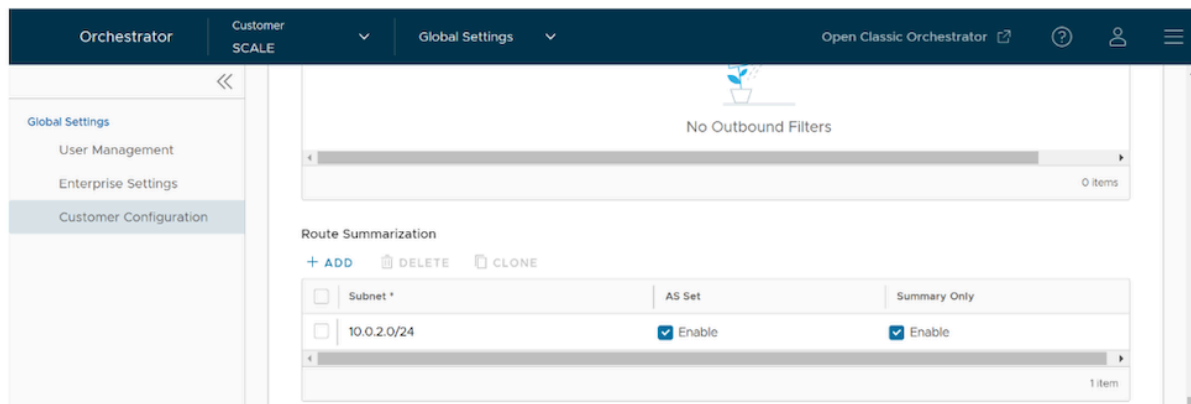 Orchestrator
Customer
SCALE
Global Settings
Open Classic Orchestrator
Global Settings
User Management
Enterprise Settings
Customer Configuration
No Outbound Filters
0 items
Route Summarization
+ ADD DELETE CLONE
Subnet * AS Set Summary Only
10.0.2.0/24 Enable Enable
1 item